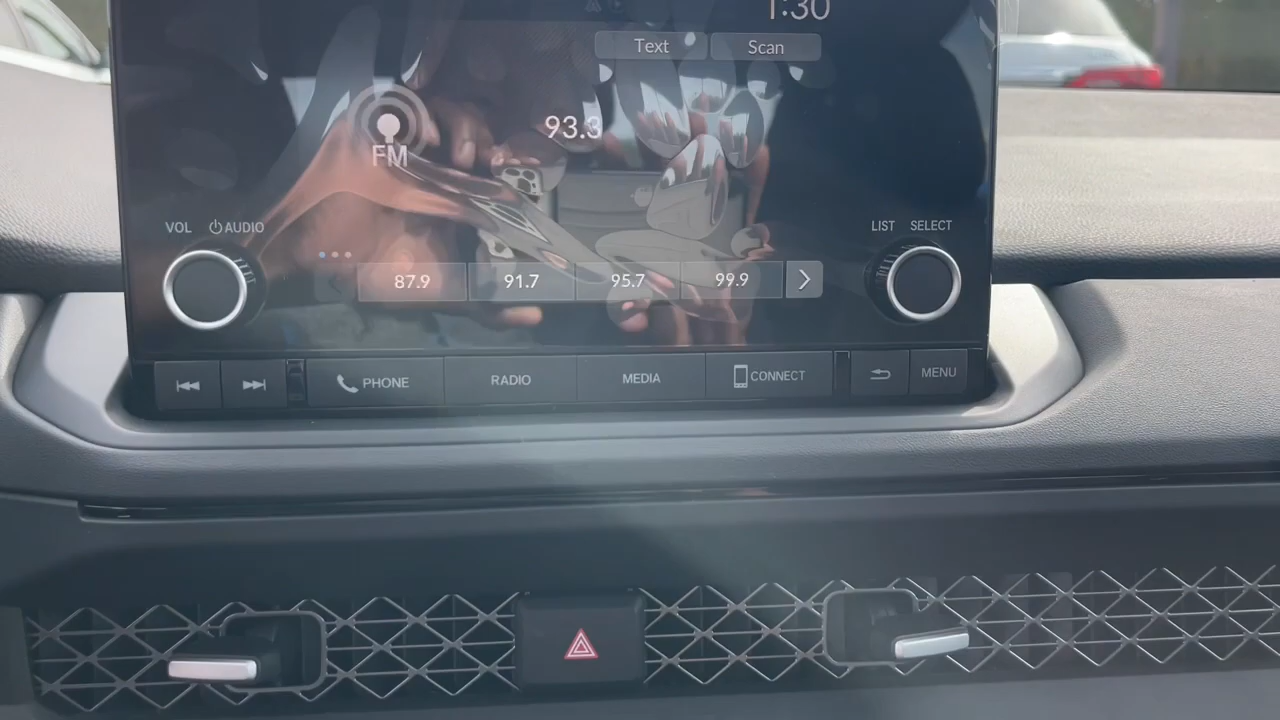 1:30
Text Scan
93.3
FM
VOL AUDIO
LIST SELECT
87.9 91.7 95.7 99.9
PHONE RADIO MEDIA CONNECT MENU